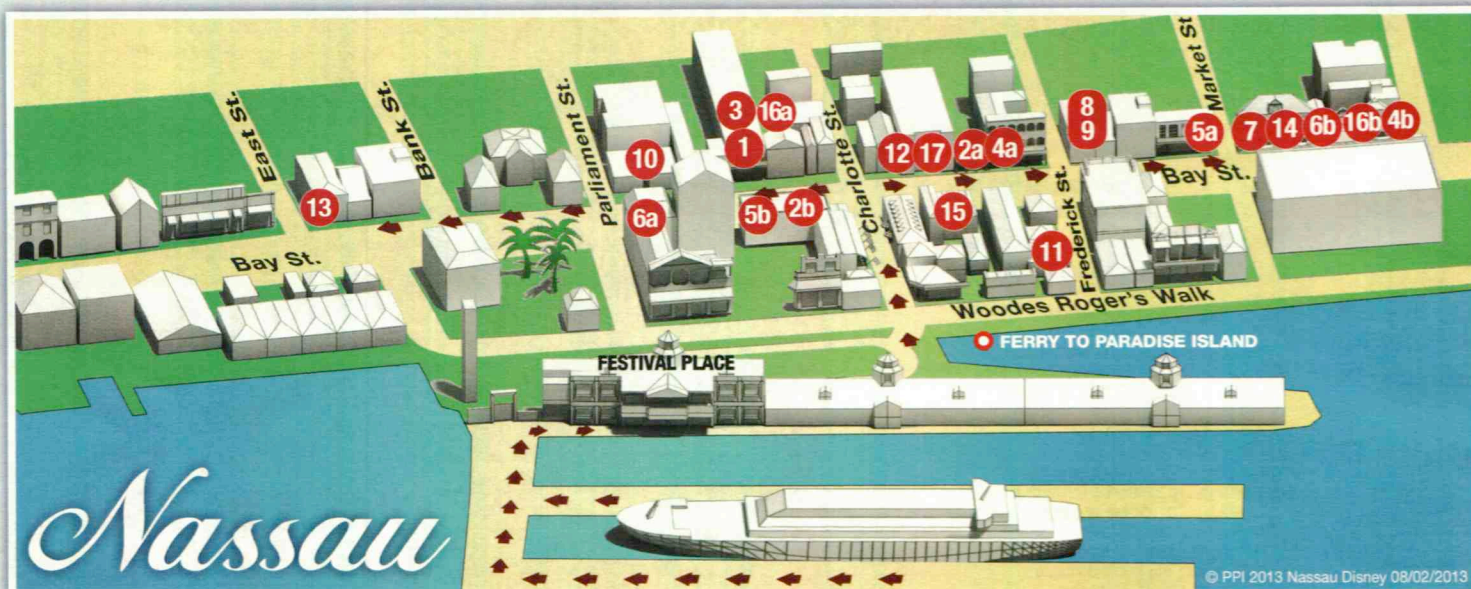 East St.
Bank St.
Parliament St.
Charlotte St.
Frederick St.
Market St
3
16a
1
10
12
17
2a
4a
8
9
5a
7
14
6b
16b
4b
13
6a
5b
2b
15
11
Bay St.
Bay St.
Woodes Roger's Walk
FERRY TO PARADISE ISLAND
FESTIVAL PLACE
Nassau
© PPI 2013 Nassau Disney 08/02/2013